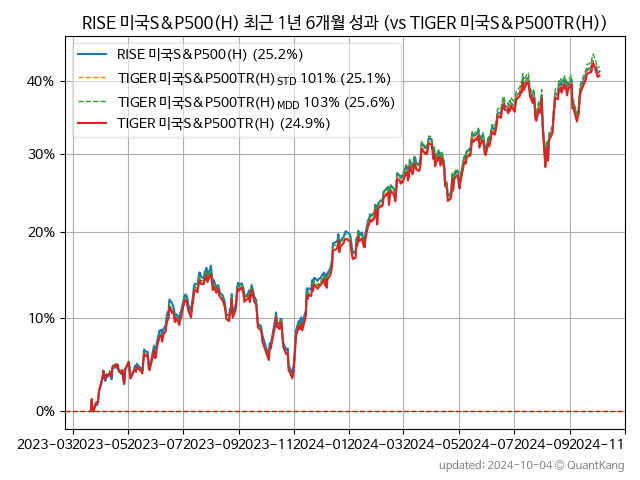 RISE 미국S&P500(H) 최근 1년 6개월 성과 (vs TIGER 미국S&P500TR(H))
RISE 미국S&P500(H) (25.2%)
TIGER 미국S&P500TR(H) STD 101% (25.1%)
TIGER 미국S&P500TR(H) MDD 103% (25.6%)
TIGER 미국S&P500TR(H) (24.9%)
40%
30%
20%
10%
0%
2023-03 2023-05 2023-07 2023-09 2023-11 2024-01 2024-03 2024-05 2024-07 2024-09 2024-11
updated: 2024-10-04 © QuantKang